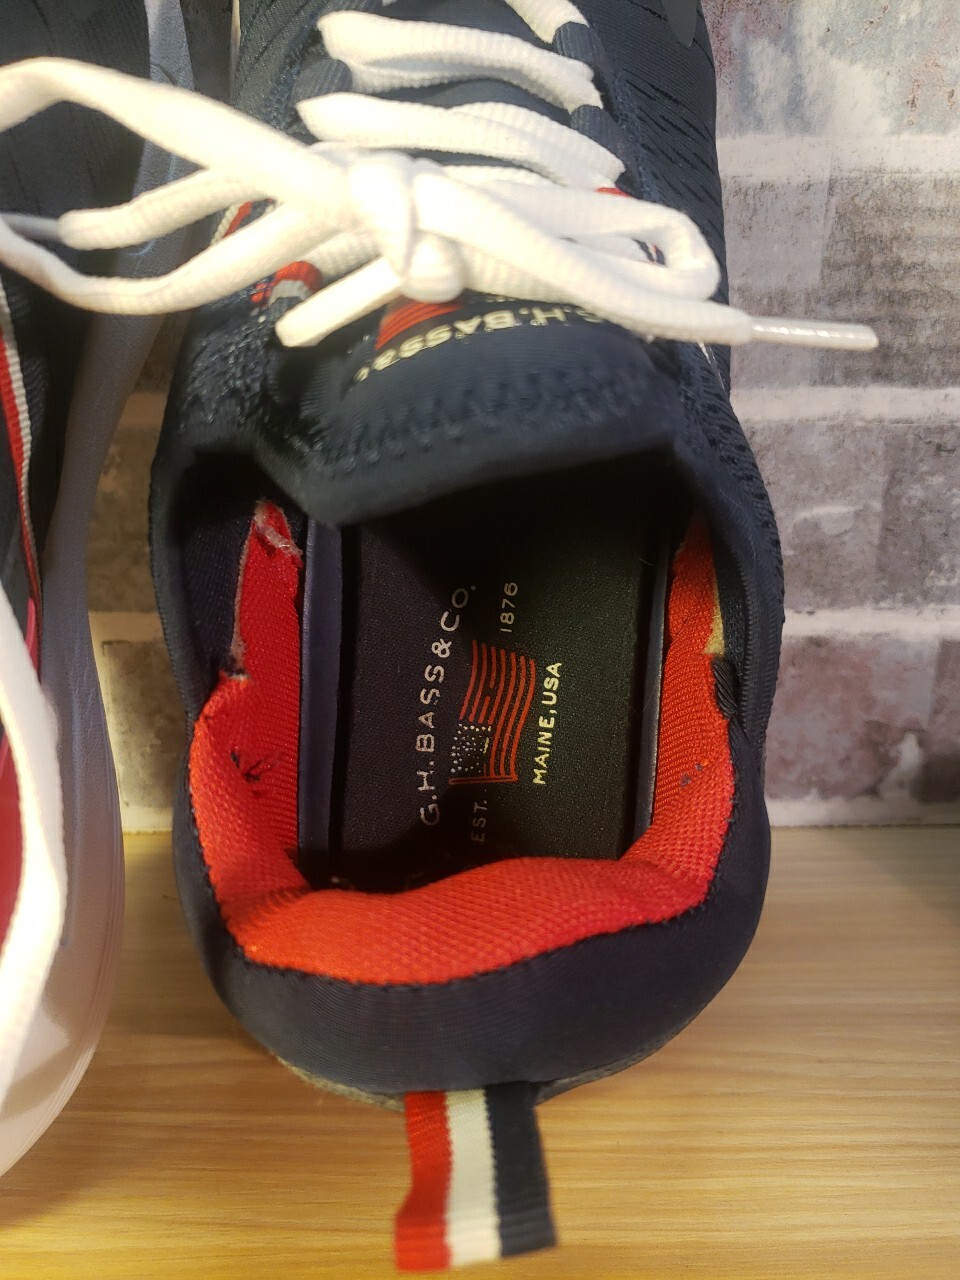 G.H.BASS&C
G.H.BASS&CO.
EST.
1876
MAINE,USA